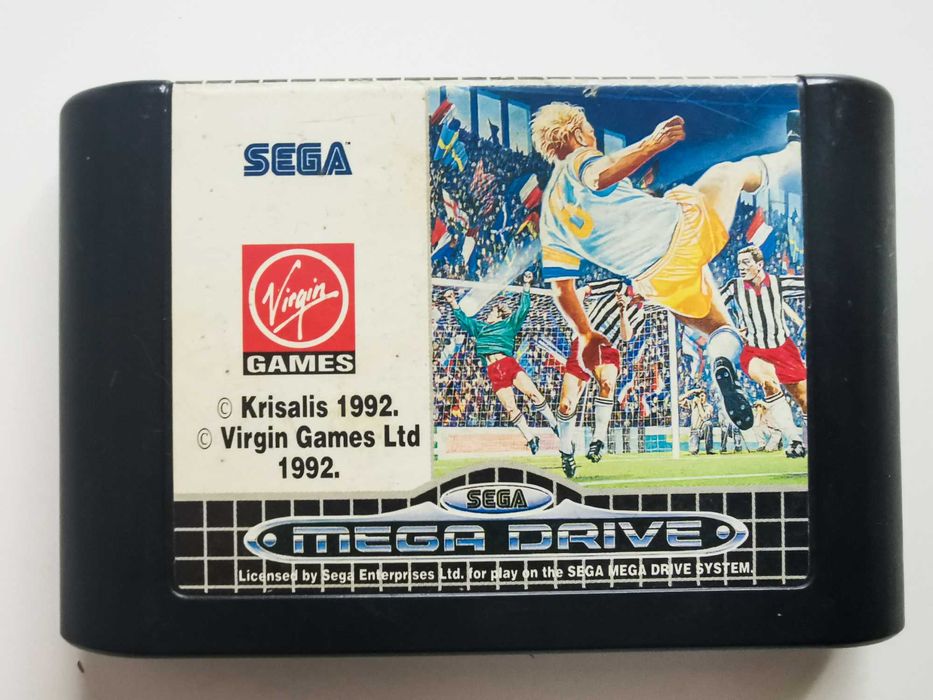 SEGA
Virgin
GAMES
© Krisalis 1992.
© Virgin Games Ltd
1992.
6
SEGA
MEGA DRIVE
Licensed by Sega Enterprises Ltd. for play on the SEGA MEGA DRIVE SYSTEM.